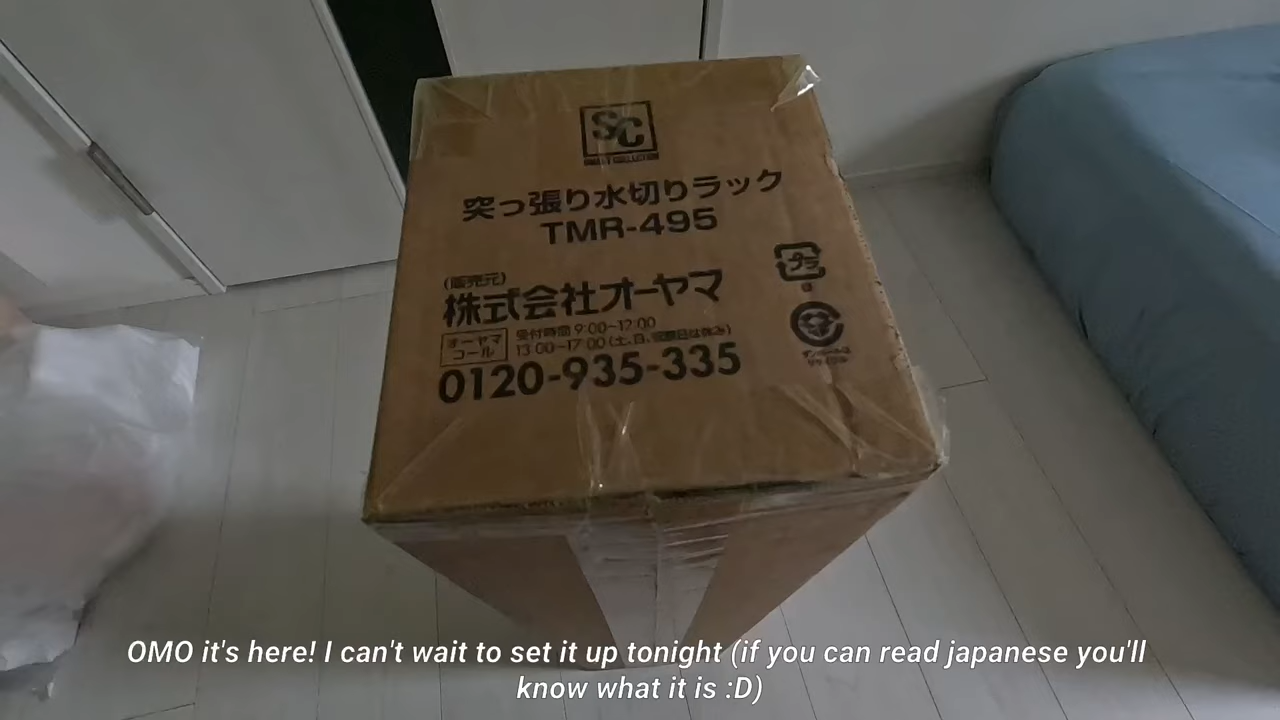 SC
突っ張り水切りラック
TMR-495
(販売元)
株式会社オーヤマ
オーヤマ
コール
受付時間 9:00~12:00
13:00~17:00(土、日、祝祭日は休み)
0120-935-335
プラ
OMO it's here! I can't wait to set it up tonight (if you can read japanese you'll
know what it is :D)